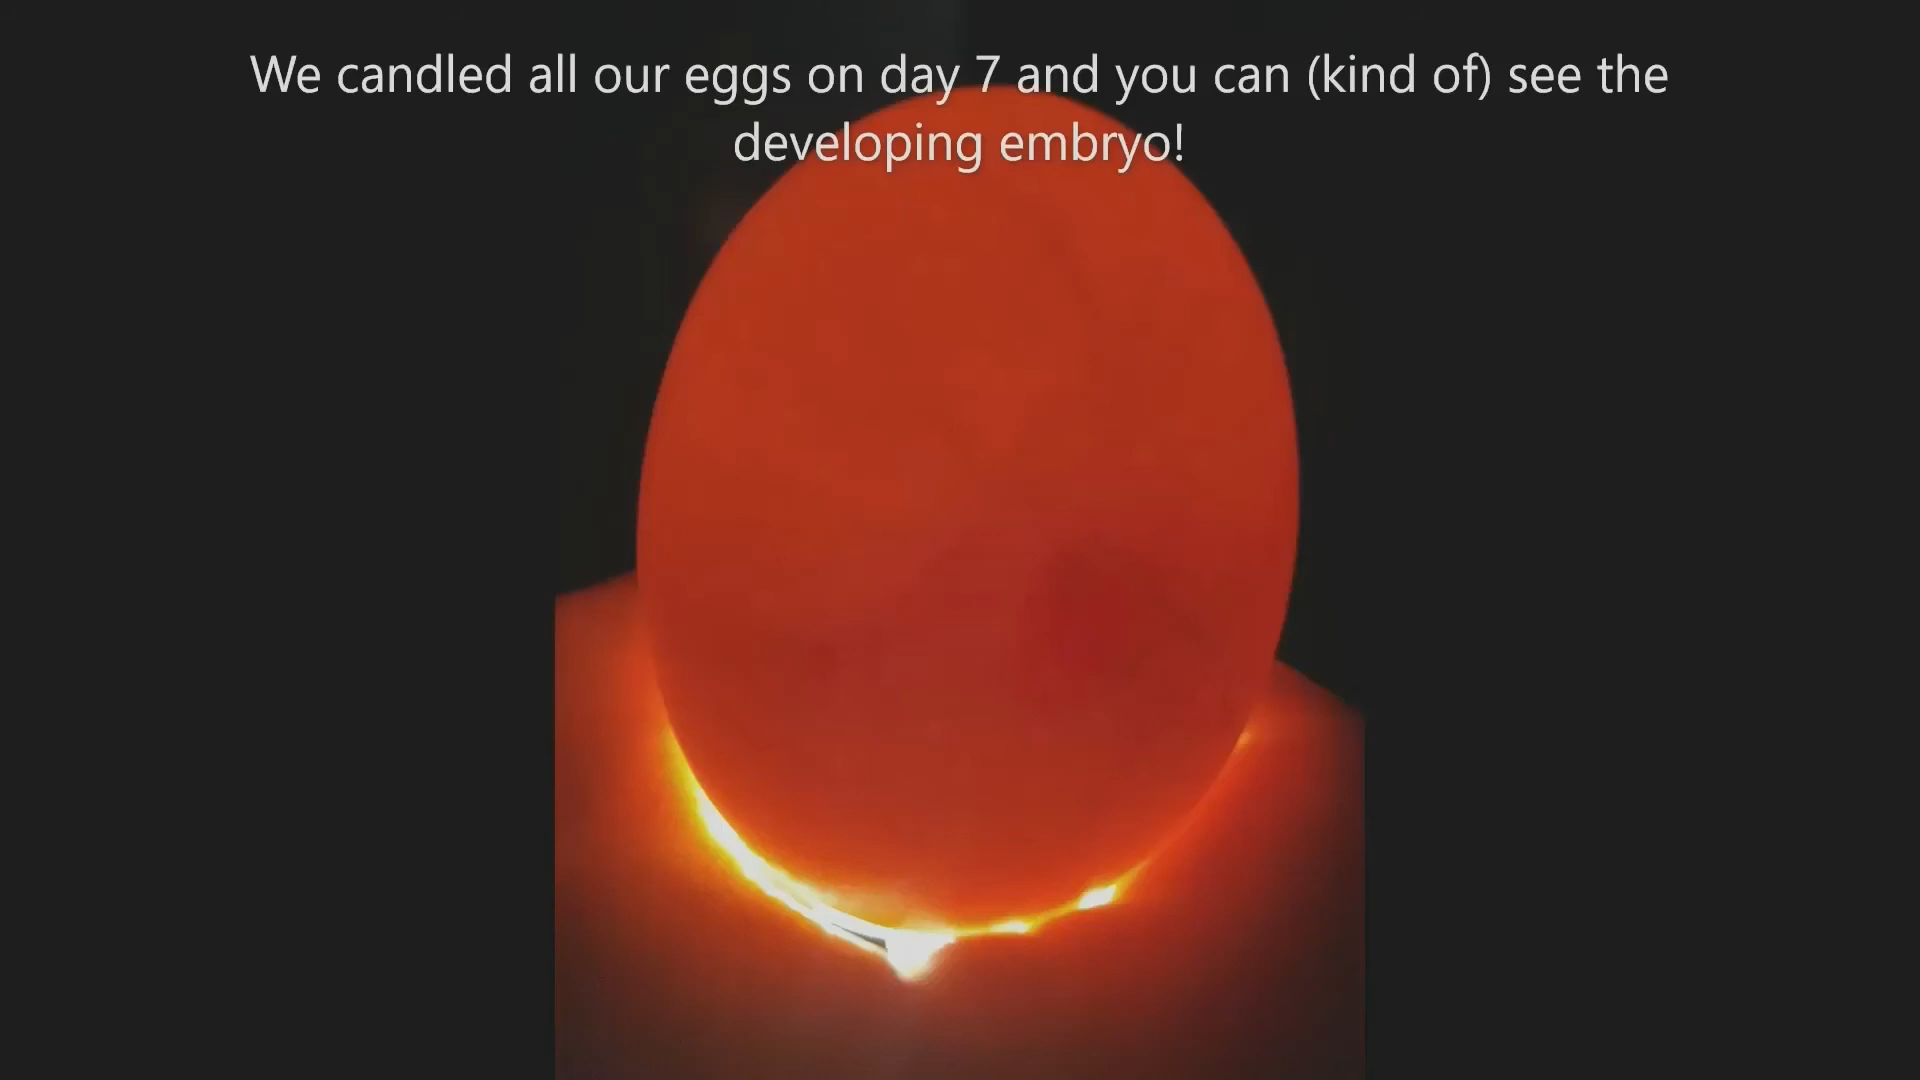 We candled all our eggs on day 7 and you can (kind of) see the
developing embryo!